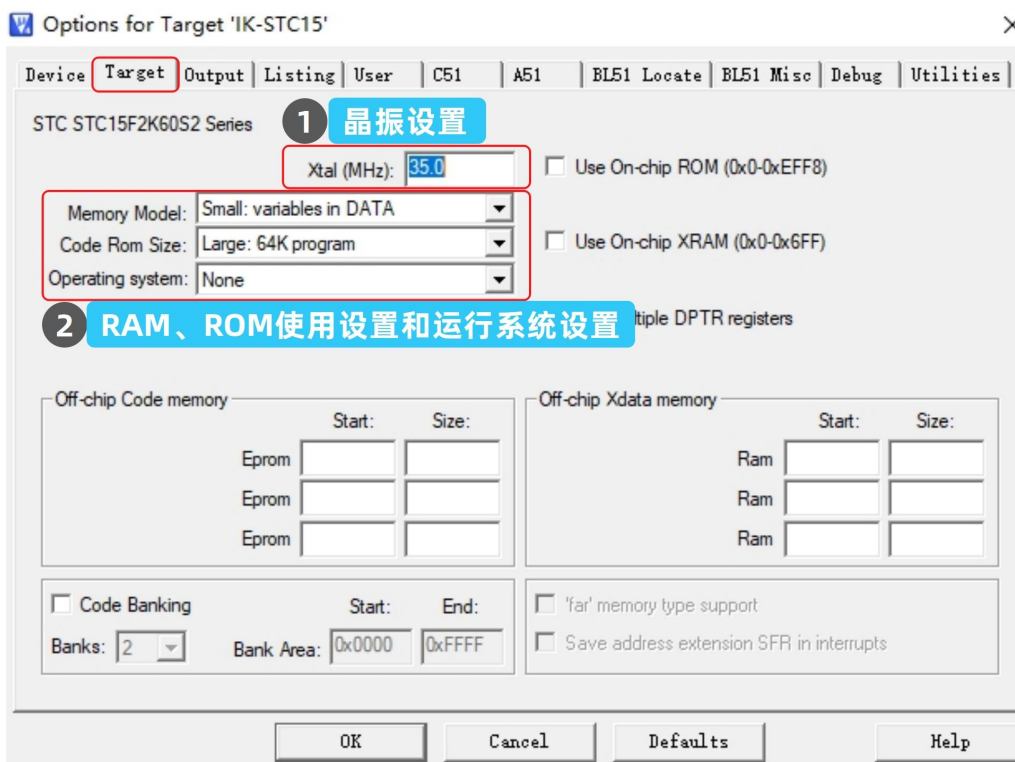 Options for Target 'IK-STC15'
Device Target Output Listing User C51 A51 BL51 Locate BL51 Misc Debug Utilities
STC STC15F2K60S2 Series
1 晶振设置
Xtal (MHz): 35.0
Use On-chip ROM (0x0-0xEFF8)
Memory Model: Small: variables in DATA
Code Rom Size: Large: 64K program
Use On-chip XRAM (0x0-0x6FF)
Operating system: None
2 RAM、ROM使用设置和运行系统设置
tiple DPTR registers
Off-chip Code memory
Start: Size:
Eprom
Eprom
Eprom
Off-chip Xdata memory
Start: Size:
Ram
Ram
Ram
Code Banking
Start: End:
Banks: 2
Bank Area: 0x0000 0xFFFF
'far' memory type support
Save address extension SFR in interrupts
OK Cancel Defaults Help